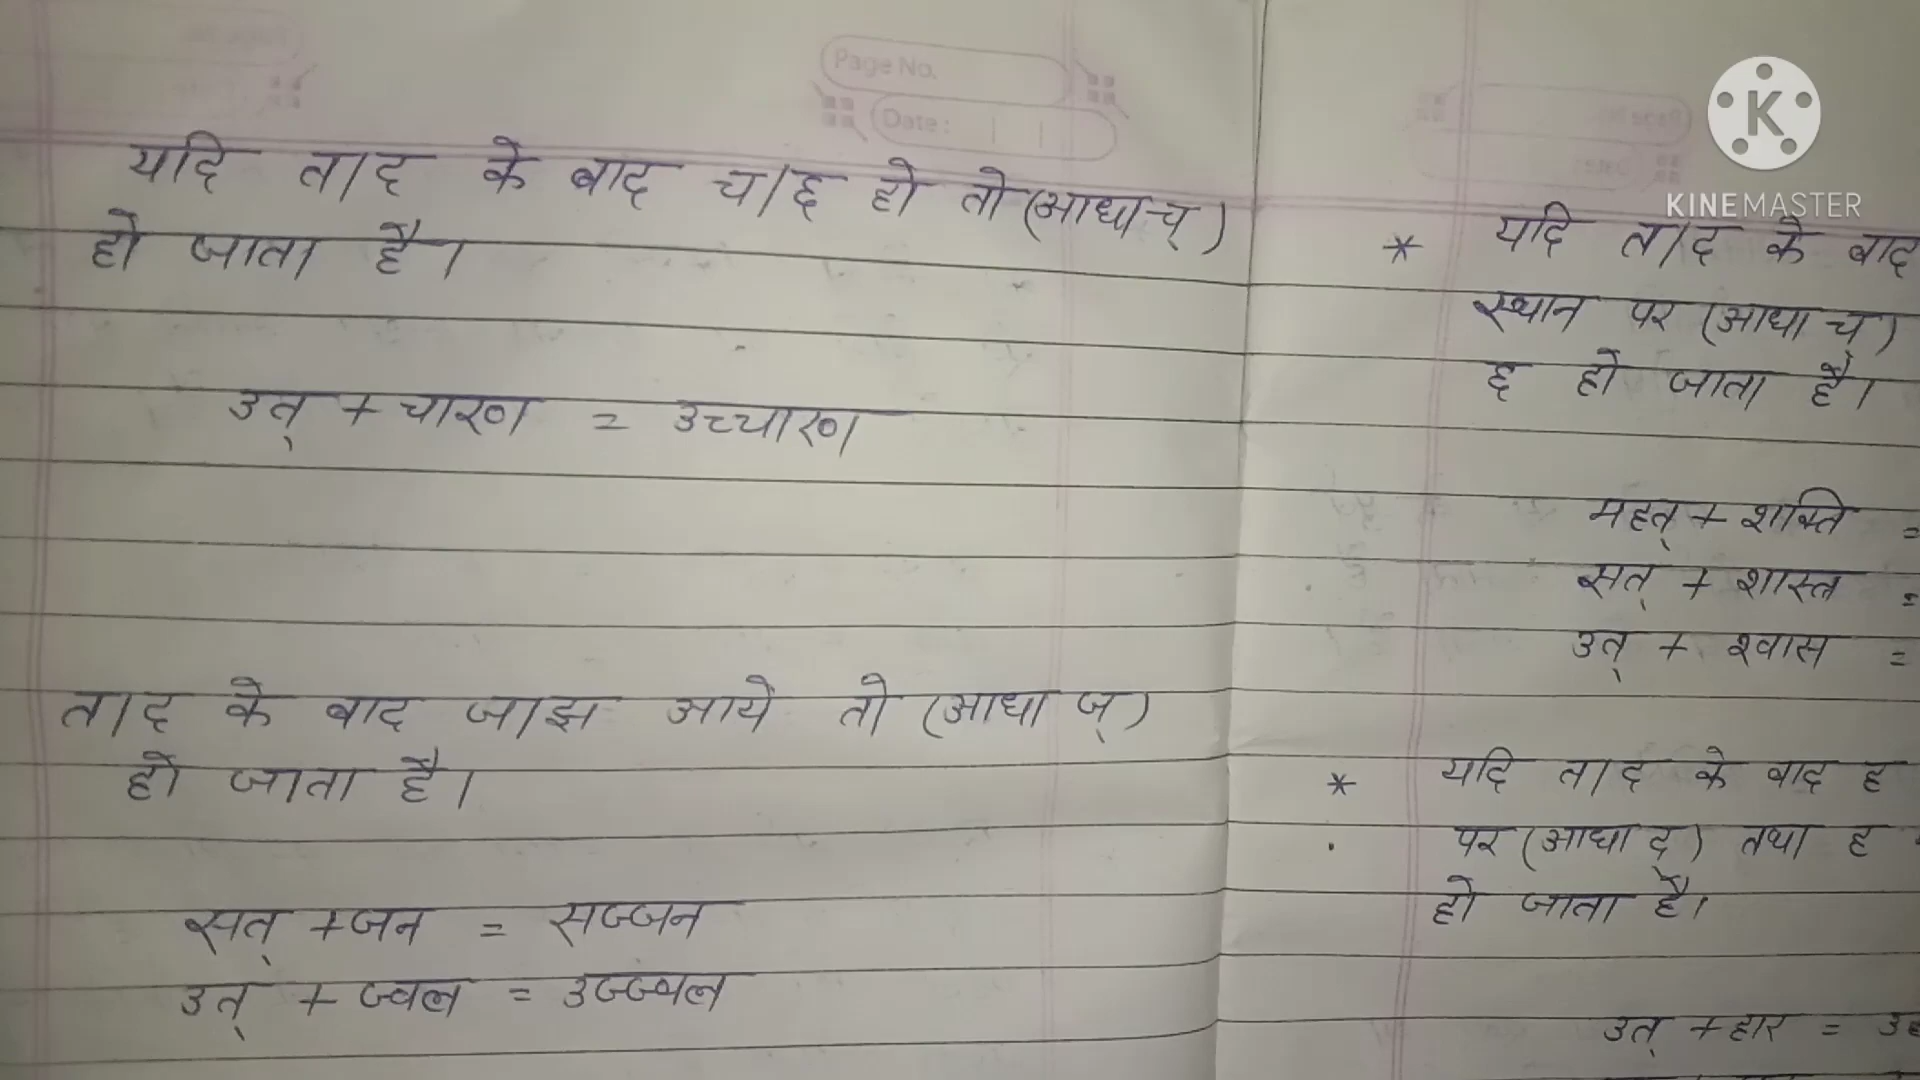 Page No.
Date:
यदि त/द के बाद च/छ हो तो (आधा च्)
हो जाता है।
उत् + चारण = उच्चारण
त/द के बाद ज/झ आये तो (आधा ज्)
हो जाता है।
सत् + जन = सज्जन
उत् + ज्वल = उज्ज्वल
K
KINEMASTER
* यदि त/द के बाद
स्थान पर (आधा च)
छ हो जाता है।
महत् + शक्ति =
सत् + शास्त्र =
उत् + श्वास =
* यदि त/द के बाद ह
पर (आधा द्) तथा ह
हो जाता है।
उत् + हार =